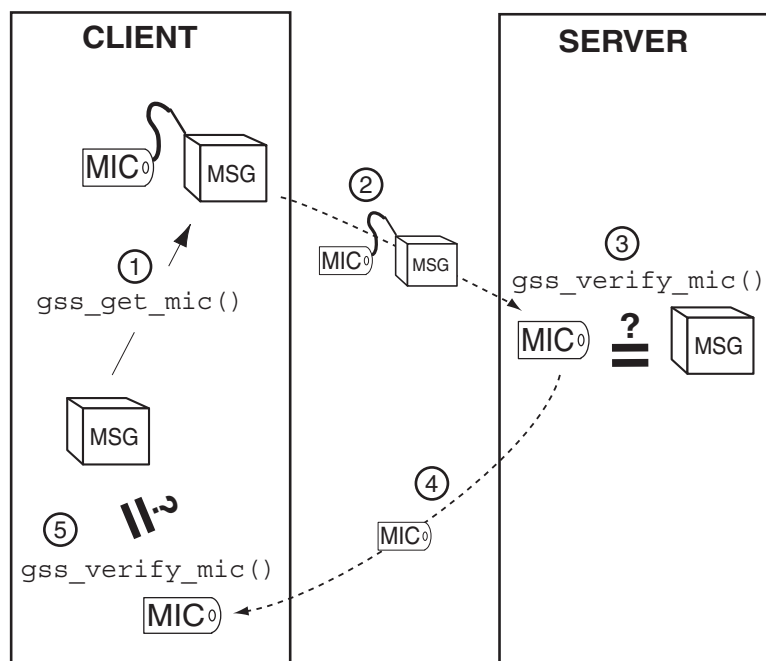 CLIENT
SERVER
MIC
MSG
2
1
gss_get_mic()
MIC
MSG
3
gss_verify_mic()
MIC
?
MSG
MSG
4
MIC
5
?
gss_verify_mic()
MIC